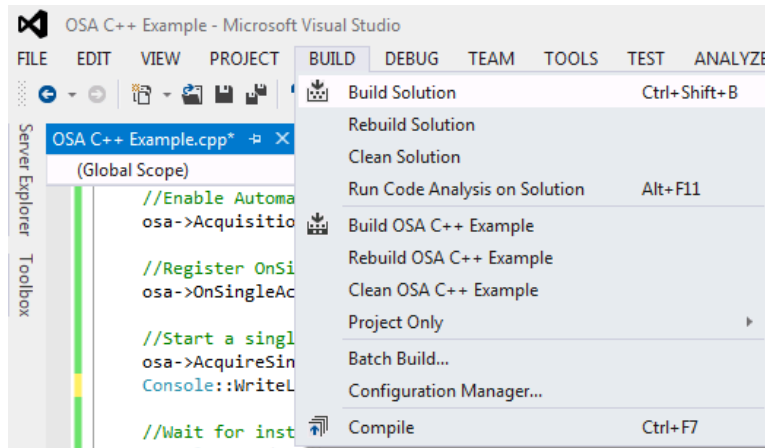 OSA C++ Example - Microsoft Visual Studio
FILE EDIT VIEW PROJECT BUILD DEBUG TEAM TOOLS TEST ANALYZE
Server Explorer
Toolbox
OSA C++ Example.cpp*
(Global Scope)
//Enable Automa
osa->Acquisitio
//Register OnSi
osa->OnSingleAc
//Start a singl
osa->AcquireSin
Console::WriteL
//Wait for inst
Build Solution Ctrl+Shift+B
Rebuild Solution
Clean Solution
Run Code Analysis on Solution Alt+F11
Build OSA C++ Example
Rebuild OSA C++ Example
Clean OSA C++ Example
Project Only
Batch Build...
Configuration Manager...
Compile Ctrl+F7